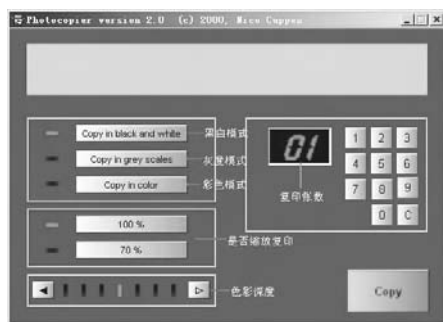 Photocopier version 2.0 (c) 2000, Nico Cuppen
Copy in black and white
黑白模式
Copy in grey scales
灰度模式
Copy in color
彩色模式
01
复印张数
1 2 3
4 5 6
7 8 9
0 C
100 %
70 %
是否缩放复印
色彩深度
Copy